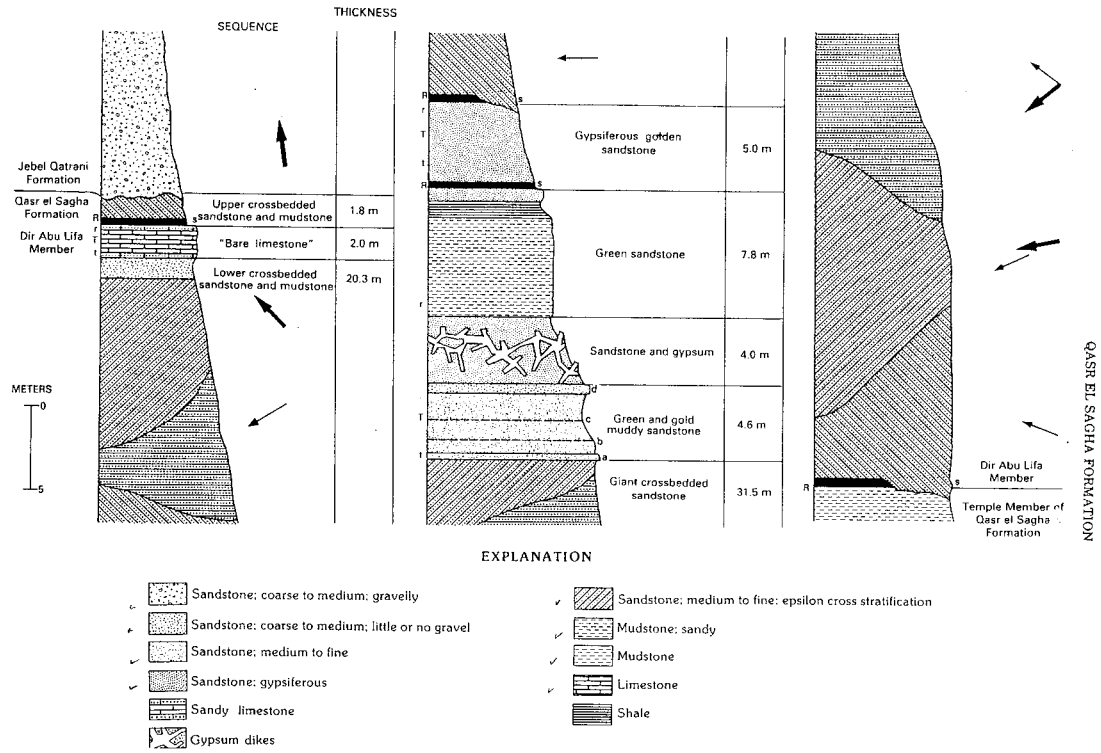 SEQUENCE
THICKNESS
Jebel Qatrani
Formation
Qasr el Sagha
Formation
Dir Abu Lifa
Member
R
r
T
t
s
Upper crossbedded
sandstone and mudstone
1.8 m
"Bare limestone"
2.0 m
Lower crossbedded
sandstone and mudstone
20.3 m
METERS
0
5
R
s
r
T
t
Gypsiferous golden
sandstone
5.0 m
R
s
Green sandstone
7.8 m
r
Sandstone and gypsum
4.0 m
d
T
c
Green and gold
muddy sandstone
4.6 m
b
t
a
Giant crossbedded
sandstone
31.5 m
R
s
Dir Abu Lifa
Member
Temple Member of
Qasr el Sagha
Formation
QASR EL SAGHA FORMATION
EXPLANATION
Sandstone; coarse to medium; gravelly
Sandstone; coarse to medium; little or no gravel
Sandstone; medium to fine
Sandstone; gypsiferous
Sandy limestone
Gypsum dikes
Sandstone; medium to fine; epsilon cross stratification
Mudstone; sandy
Mudstone
Limestone
Shale